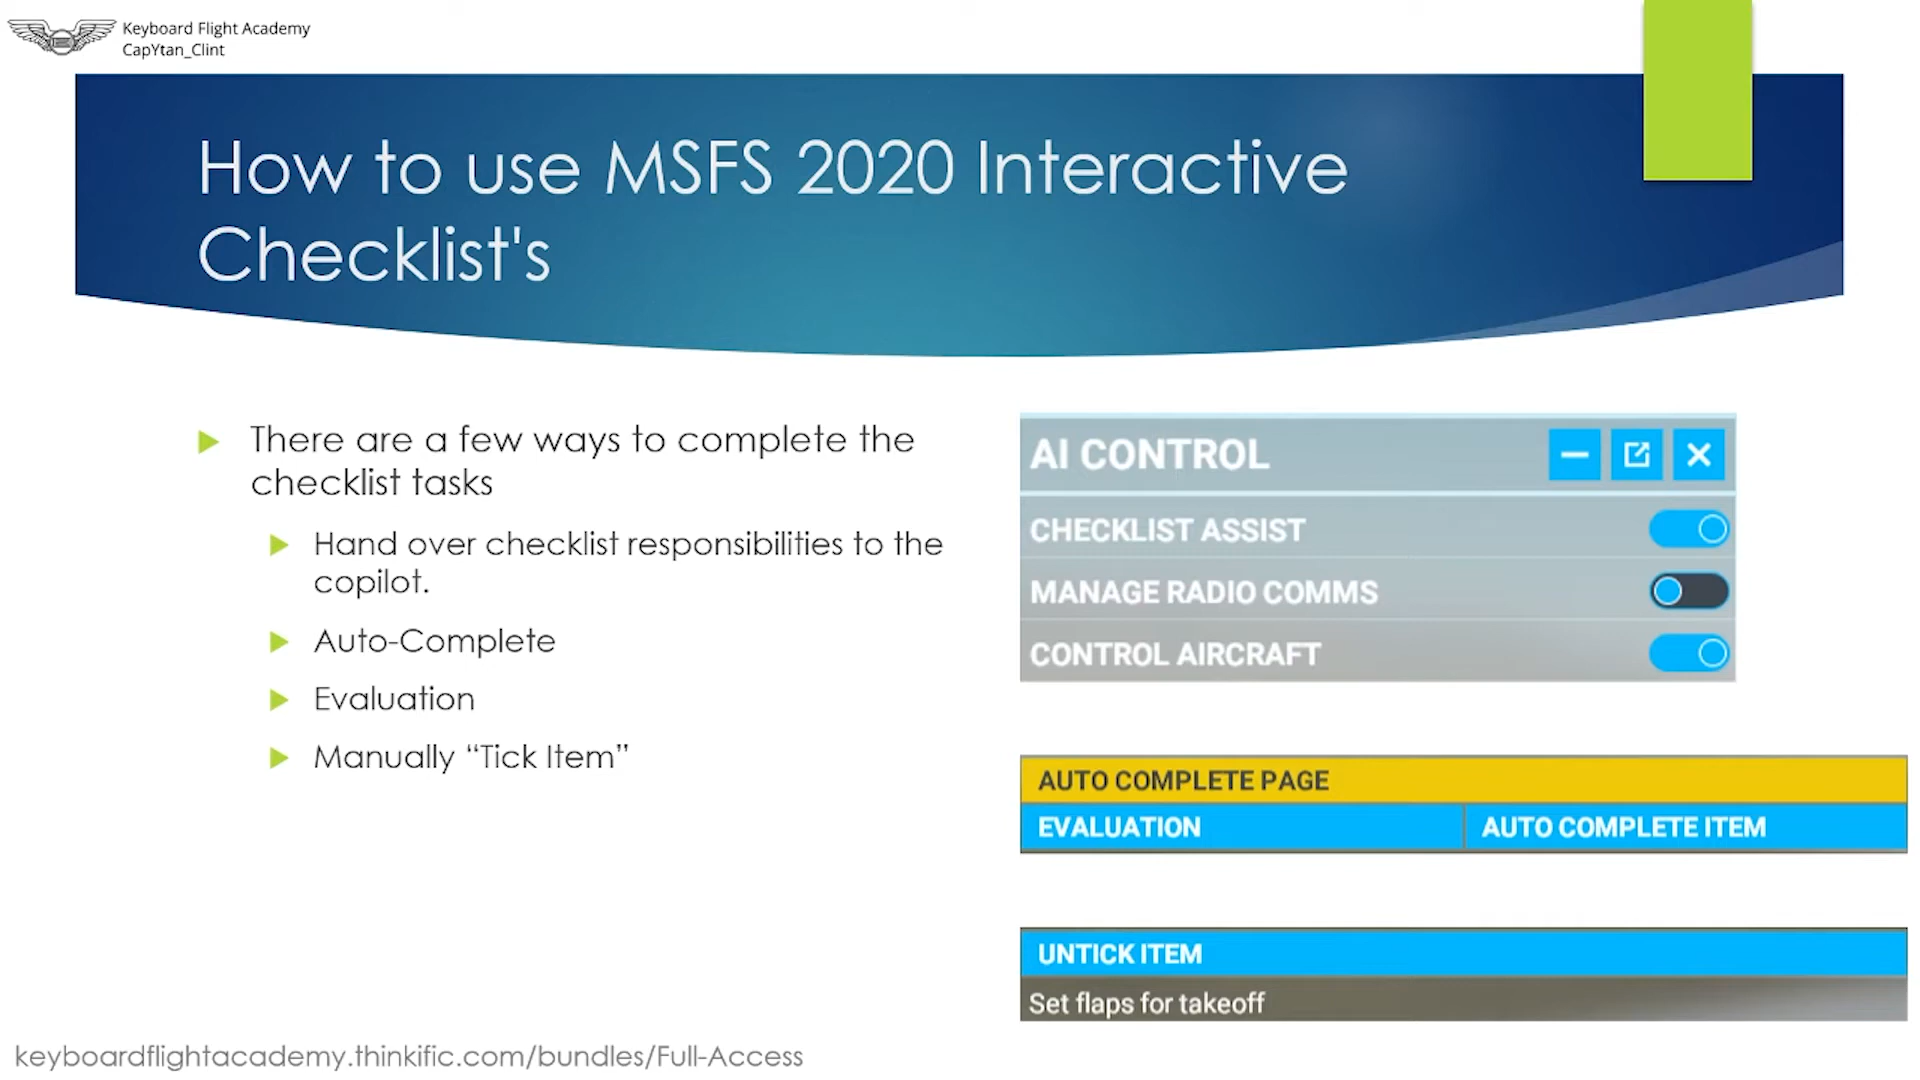 Keyboard Flight Academy
CapYtan_Clint
How to use MSFS 2020 Interactive
Checklist's
There are a few ways to complete the
checklist tasks
Hand over checklist responsibilities to the
copilot.
Auto-Complete
Evaluation
Manually “Tick Item”
AI CONTROL
CHECKLIST ASSIST
MANAGE RADIO COMMS
CONTROL AIRCRAFT
AUTO COMPLETE PAGE
EVALUATION AUTO COMPLETE ITEM
UNTICK ITEM
Set flaps for takeoff
keyboardflightacademy.thinkific.com/bundles/Full-Access